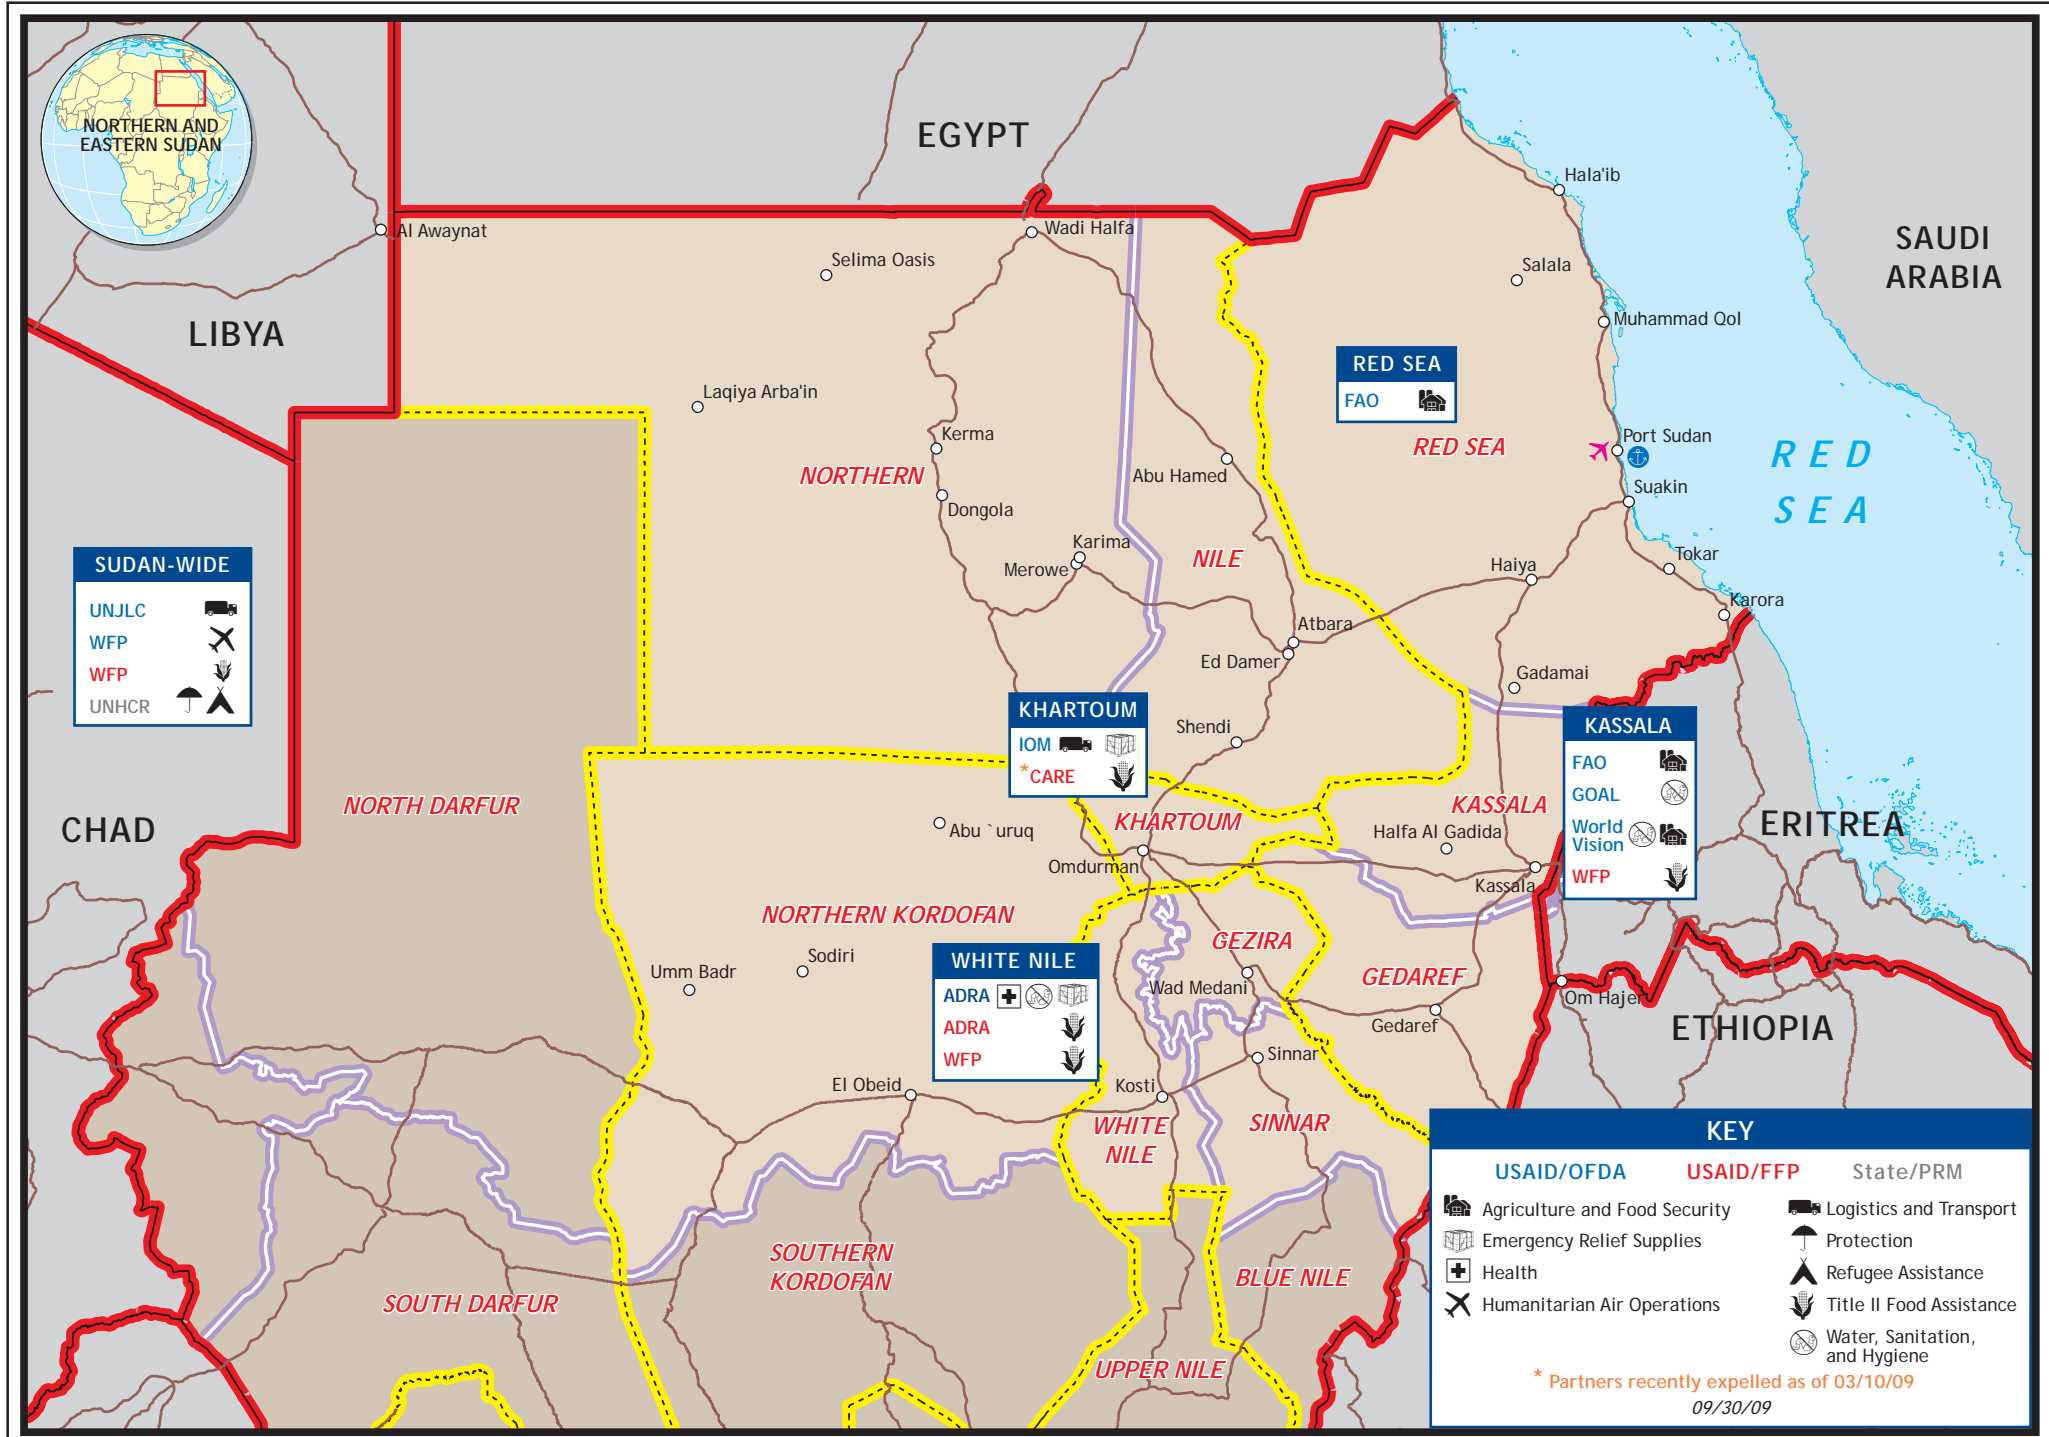 NORTHERN AND
EASTERN SUDAN
EGYPT
LIBYA
CHAD
SAUDI
ARABIA
ERITREA
ETHIOPIA
RED
SEA
Al Awaynat
Wadi Halfa
Selima Oasis
Hala'ib
Salala
Muhammad Qol
Laqiya Arba'in
Kerma
Dongola
NORTHERN
Abu Hamed
RED SEA
FAO
RED SEA
Port Sudan
Suakin
Karima
Merowe
NILE
Haiya
Tokar
Karora
Atbara
Ed Damer
Gadamai
Shendi
SUDAN-WIDE
UNJLC
WFP
WFP
UNHCR
KHARTOUM
IOM
*CARE
KASSALA
FAO
GOAL
World
Vision
WFP
NORTH DARFUR
Abu `uruq
KHARTOUM
KASSALA
Halfa Al Gadida
Omdurman
Kassala
NORTHERN KORDOFAN
Umm Badr
Sodiri
GEZIRA
GEDAREF
WHITE NILE
ADRA
ADRA
WFP
Wad Medani
Gedaref
Om Hajer
Sinnar
El Obeid
Kosti
WHITE
NILE
SINNAR
SOUTHERN
KORDOFAN
SOUTH DARFUR
BLUE NILE
UPPER NILE
KEY
USAID/OFDA USAID/FFP State/PRM
Agriculture and Food Security
Emergency Relief Supplies
Health
Humanitarian Air Operations
Logistics and Transport
Protection
Refugee Assistance
Title II Food Assistance
Water, Sanitation,
and Hygiene
* Partners recently expelled as of 03/10/09
09/30/09